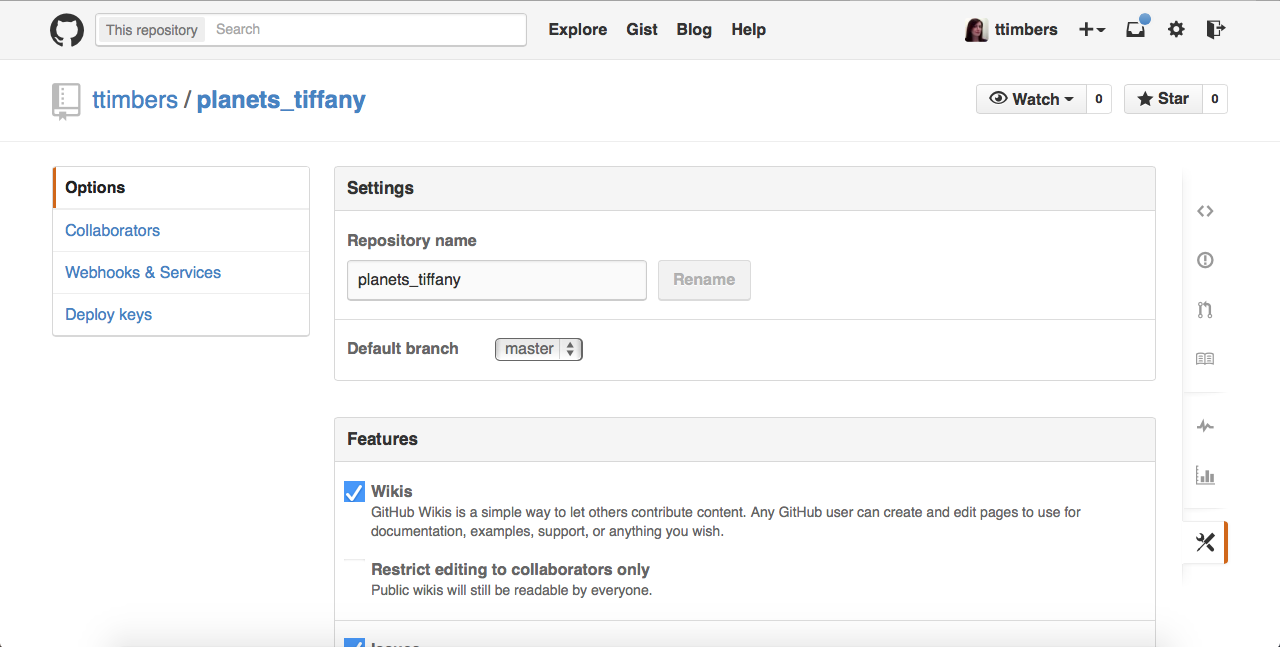 This repository Search Explore Gist Blog Help ttimbers
ttimbers / planets_tiffany Watch 0 Star 0
Options
Collaborators
Webhooks & Services
Deploy keys
Settings
Repository name
planets_tiffany Rename
Default branch master
Features
Wikis
GitHub Wikis is a simple way to let others contribute content. Any GitHub user can create and edit pages to use for
documentation, examples, support, or anything you wish.
Restrict editing to collaborators only
Public wikis will still be readable by everyone.
Issues